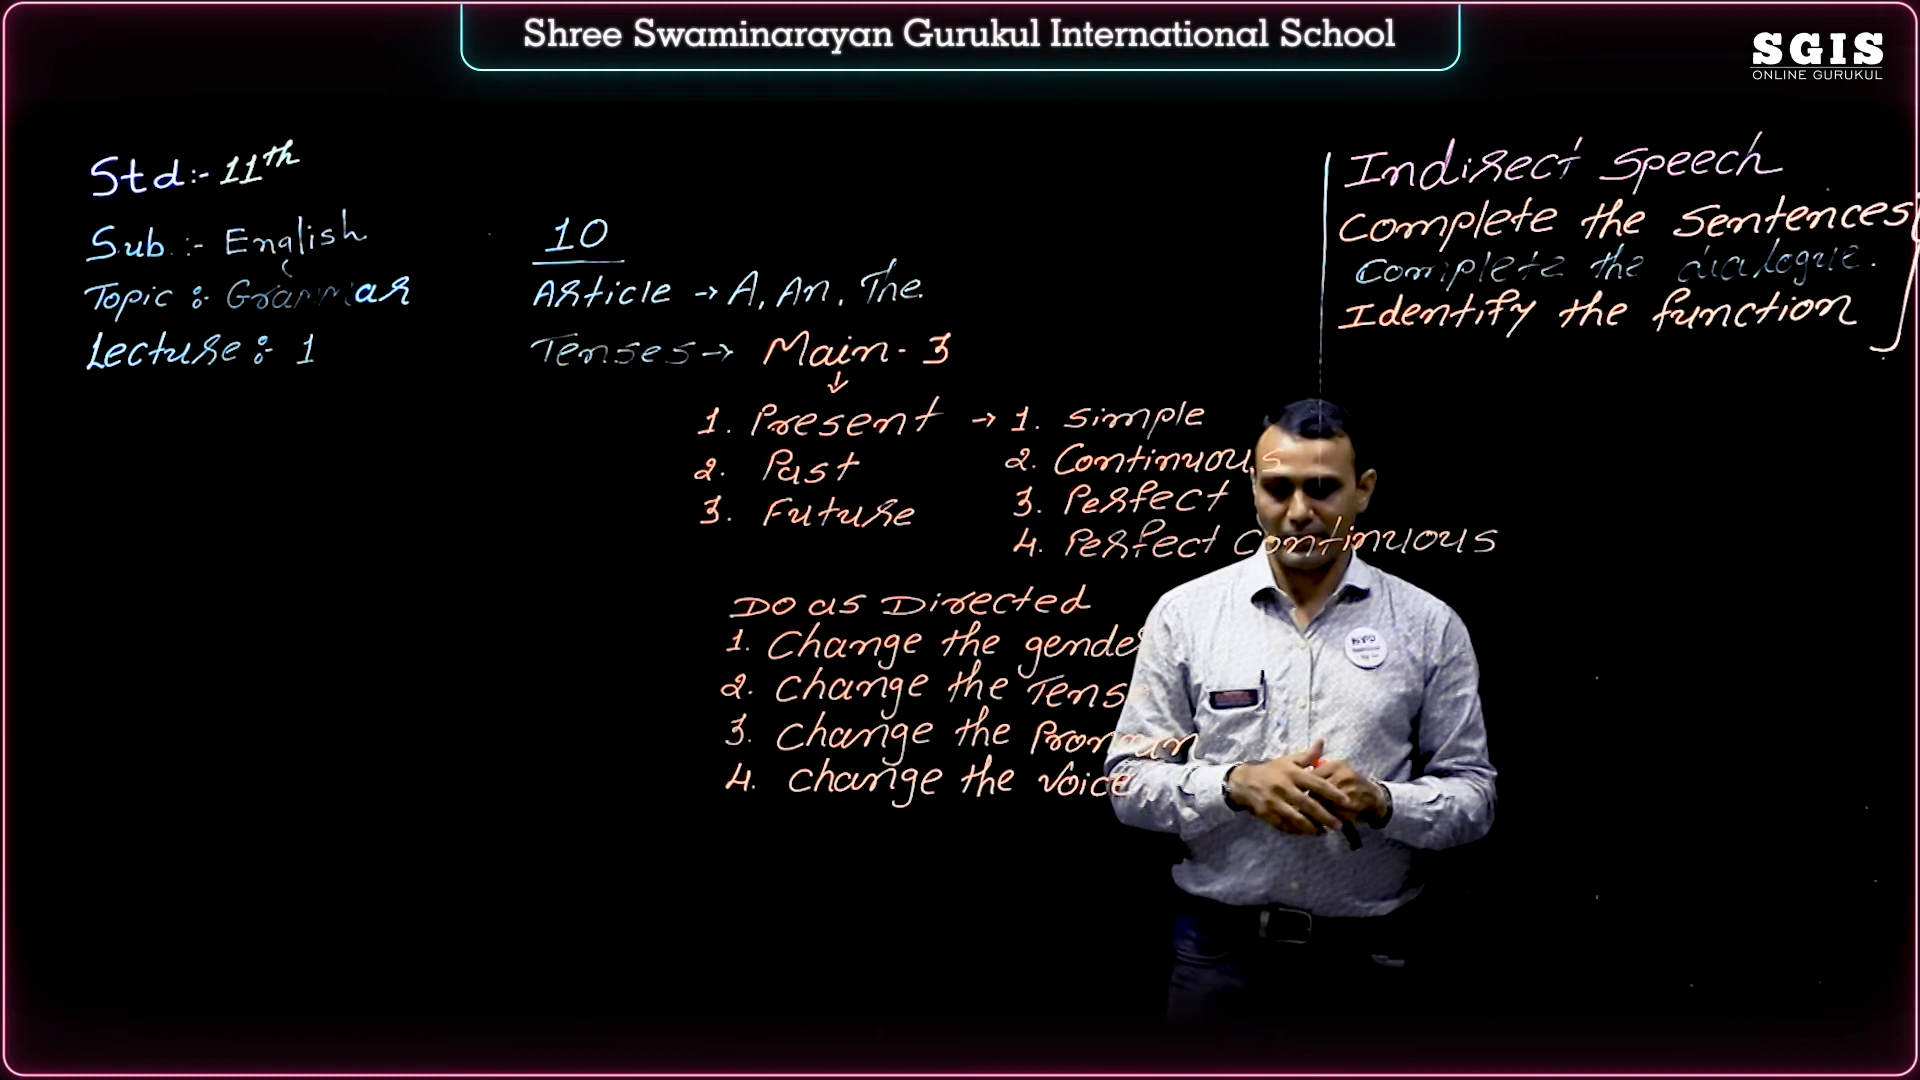 Shree Swaminarayan Gurukul International School
SGIS
ONLINE GURUKUL
Std:- 11th
Sub.:- English
Topic:- Grammar
Lecture:- 1
10
Article → A, An, The.
Tenses → Main - 3
↓
1. Present → 1. Simple
2. Past
3. Future
2. Continuous
3. Perfect
4. Perfect Continuous
Do as Directed
1. Change the gender
2. Change the Tens
3. Change the Pronoun
4. Change the Voice
Indirect Speech
Complete the Sentences
Complete the dialogue.
Identify the function